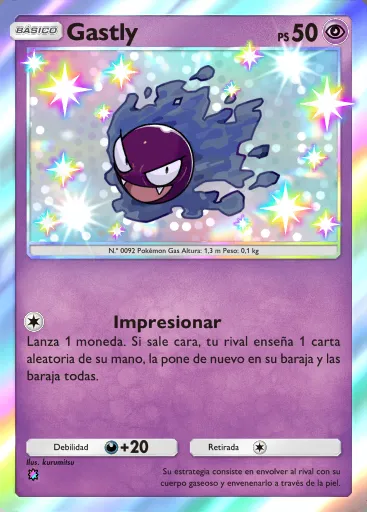 BÁSICO Gastly PS 50
N.º 0092 Pokémon Gas Altura: 1,3 m Peso: 0,1 kg
Impresionar
Lanza 1 moneda. Si sale cara, tu rival enseña 1 carta
aleatoria de su mano, la pone de nuevo en su baraja y las
baraja todas.
Debilidad +20 Retirada
Ilus. kurumitsu
Su estrategia consiste en envolver al rival con su
cuerpo gaseoso y envenenarlo a través de la piel.